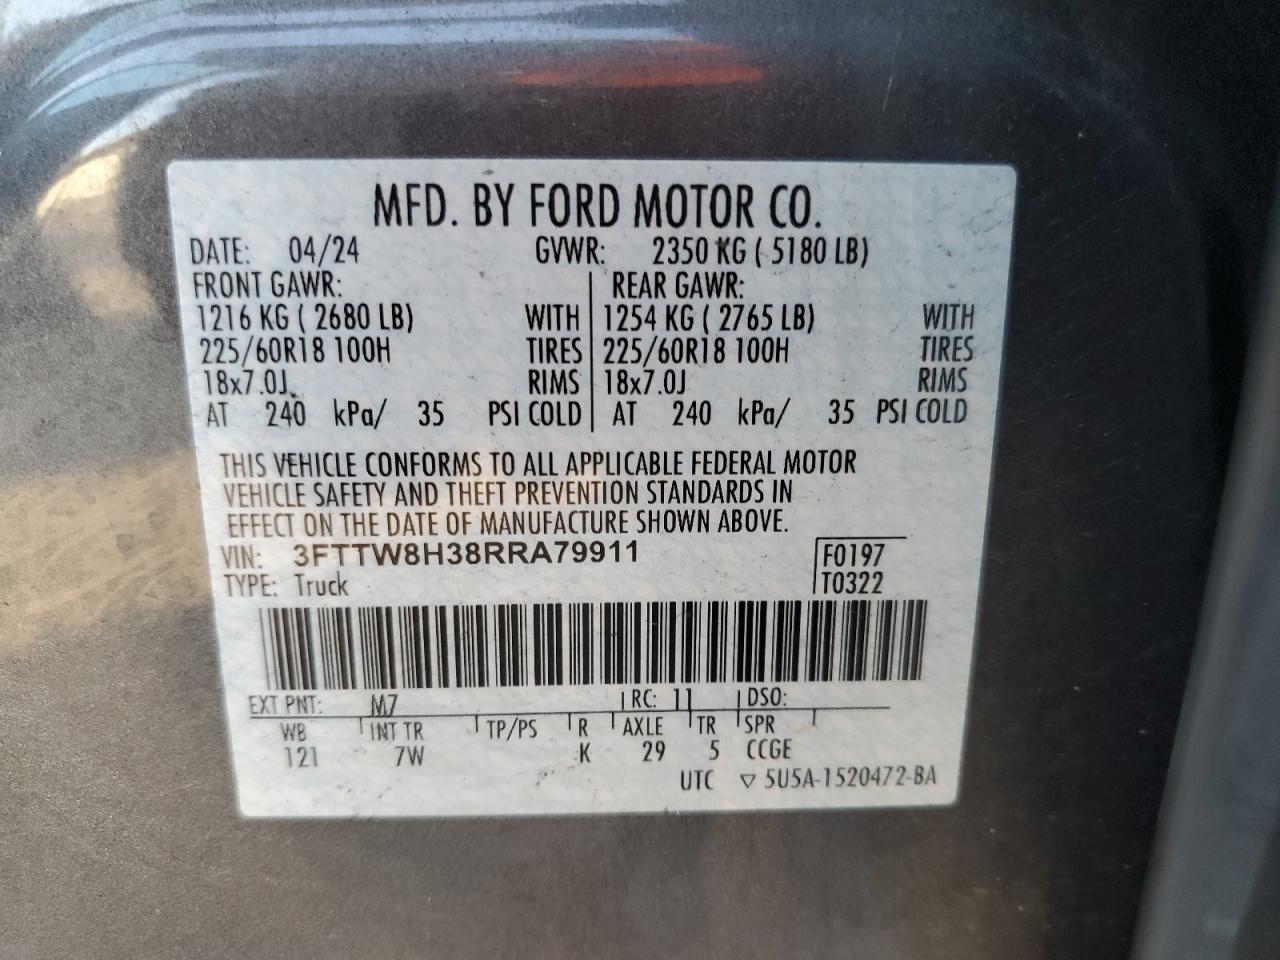 MFD. BY FORD MOTOR CO.
DATE: 04/24 GVWR: 2350 KG ( 5180 LB)
FRONT GAWR: REAR GAWR:
1216 KG ( 2680 LB) WITH 1254 KG ( 2765 LB) WITH
225/60R18 100H TIRES 225/60R18 100H TIRES
18x7.0J RIMS 18x7.0J RIMS
AT 240 kPa/ 35 PSI COLD AT 240 kPa/ 35 PSI COLD
THIS VEHICLE CONFORMS TO ALL APPLICABLE FEDERAL MOTOR
VEHICLE SAFETY AND THEFT PREVENTION STANDARDS IN
EFFECT ON THE DATE OF MANUFACTURE SHOWN ABOVE.
VIN: 3FTTW8H38RRA79911 F0197
TYPE: Truck T0322
EXT PNT: M7 RC: 11 DSO:
WB INT TR TP/PS R AXLE TR SPR
121 7W K 29 5 CCGE
UTC ▽ 5U5A-1520472-BA